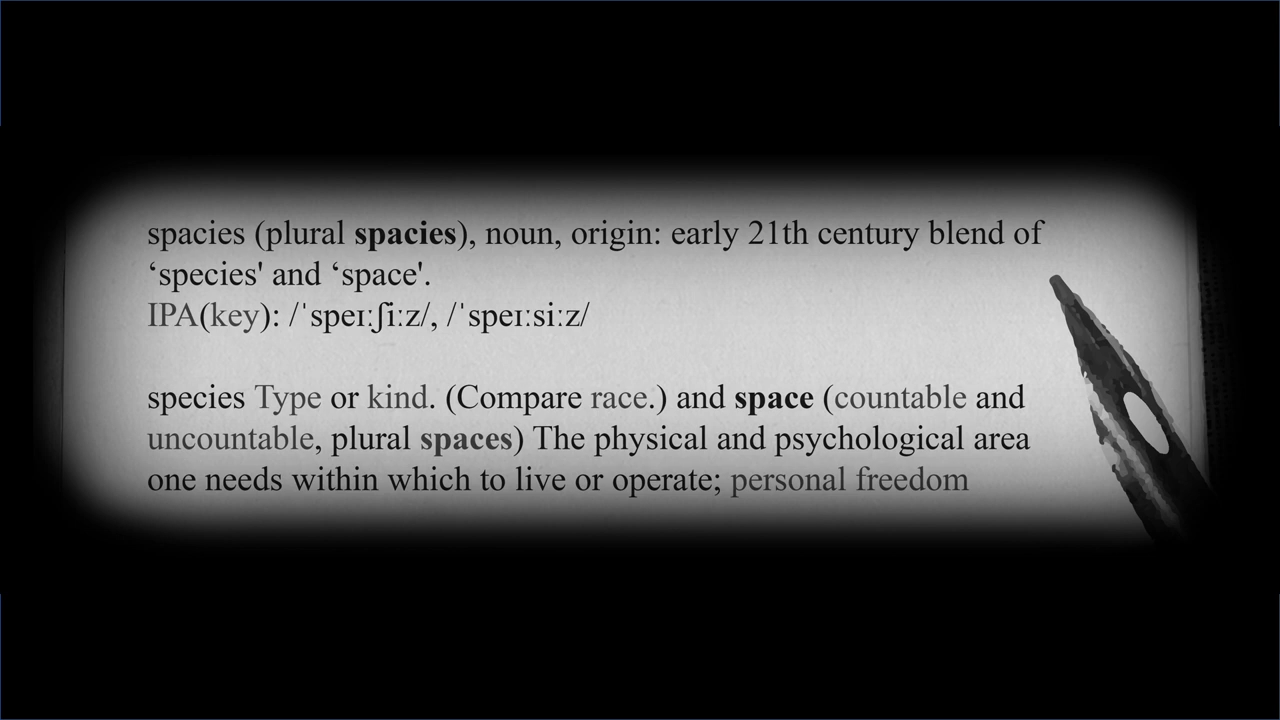 spacies (plural spacies), noun, origin: early 21th century blend of
‘species' and ‘space'.
IPA(key): /ˈspeɪːʃiːz/, /ˈspeɪːsiːz/
species Type or kind. (Compare race.) and space (countable and
uncountable, plural spaces) The physical and psychological area
one needs within which to live or operate; personal freedom